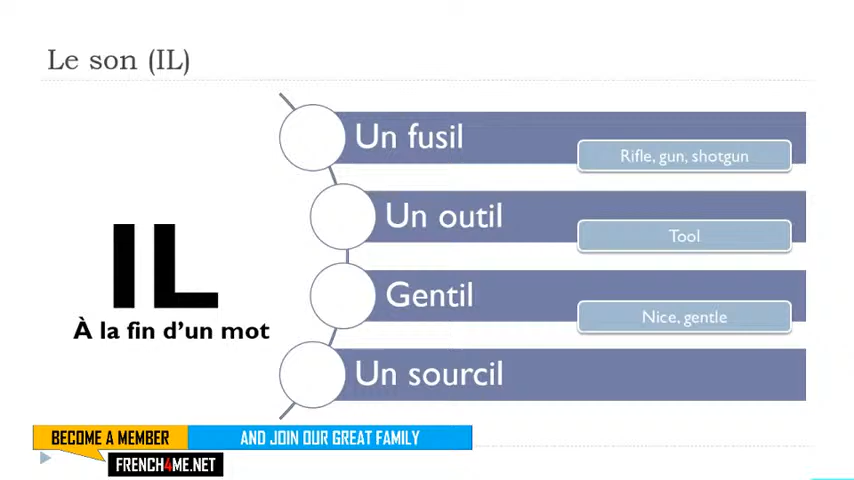 Le son (IL)
IL
À la fin d'un mot
Un fusil
Rifle, gun, shotgun
Un outil
Tool
Gentil
Nice, gentle
Un sourcil
BECOME A MEMBER
AND JOIN OUR GREAT FAMILY
FRENCH4ME.NET